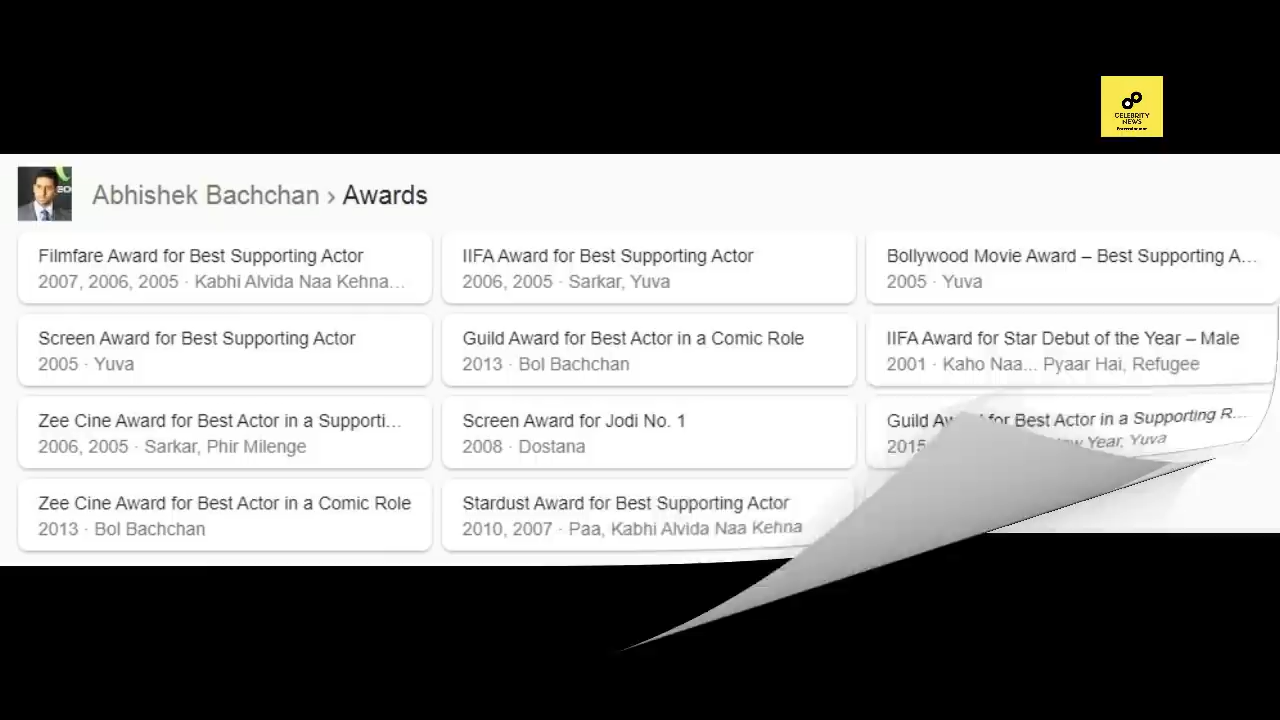 CELEBRITY
NEWS
Abhishek Bachchan › Awards
Filmfare Award for Best Supporting Actor
2007, 2006, 2005 · Kabhi Alvida Naa Kehna...
IIFA Award for Best Supporting Actor
2006, 2005 · Sarkar, Yuva
Bollywood Movie Award – Best Supporting A...
2005 · Yuva
Screen Award for Best Supporting Actor
2005 · Yuva
Guild Award for Best Actor in a Comic Role
2013 · Bol Bachchan
IIFA Award for Star Debut of the Year – Male
2001 · Kaho Naa... Pyaar Hai, Refugee
Zee Cine Award for Best Actor in a Supporti...
2006, 2005 · Sarkar, Phir Milenge
Screen Award for Jodi No. 1
2008 · Dostana
Guild for Best Actor in a Supporting R...
2015 Year, Yuva
Zee Cine Award for Best Actor in a Comic Role
2013 · Bol Bachchan
Stardust Award for Best Supporting Actor
2010, 2007 · Paa, Kabhi Alvida Naa Kehna